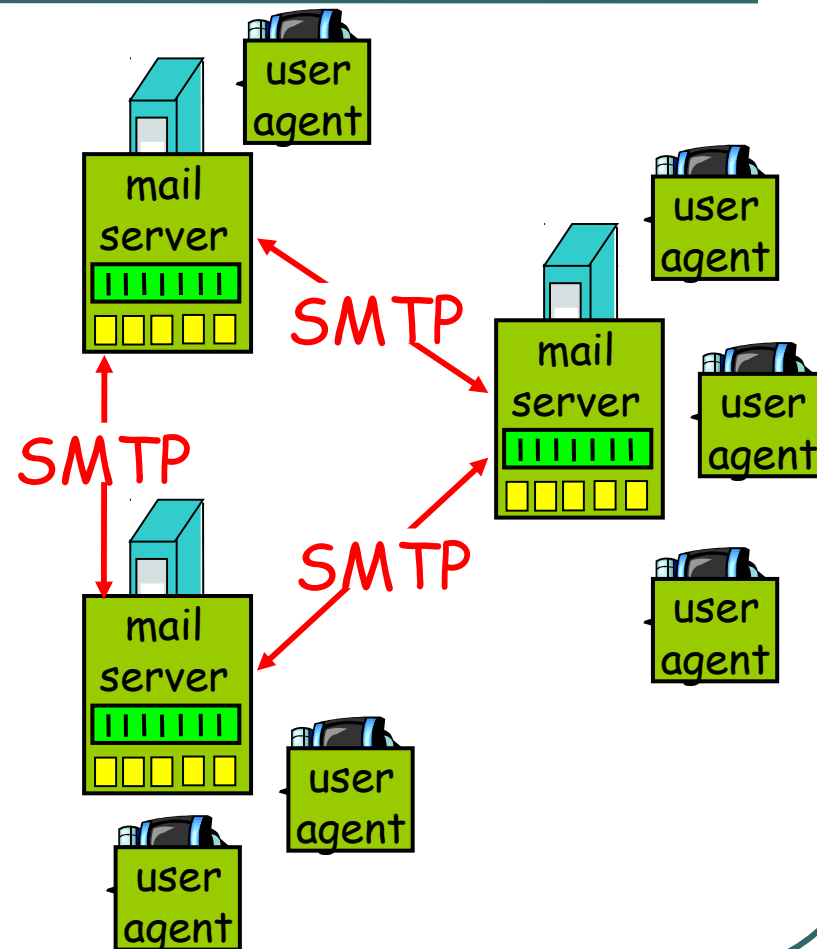 user
agent
mail
server
user
agent
SMTP
mail
server
user
agent
SMTP
SMTP
user
agent
mail
server
user
agent
user
agent